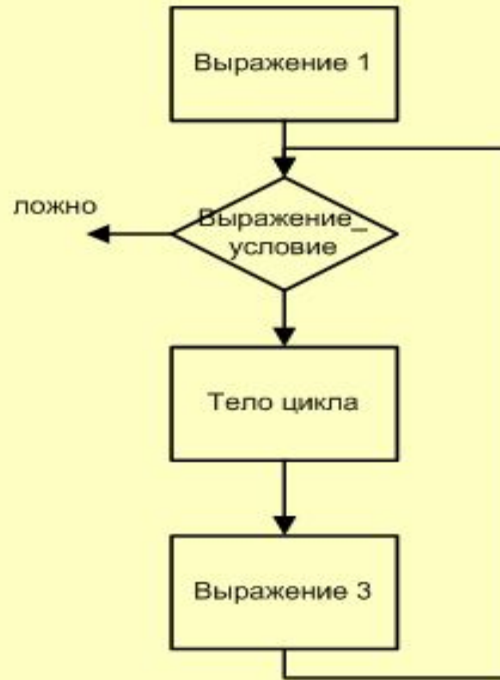 Выражение 1
ложно
Выражение_
условие
Тело цикла
Выражение 3